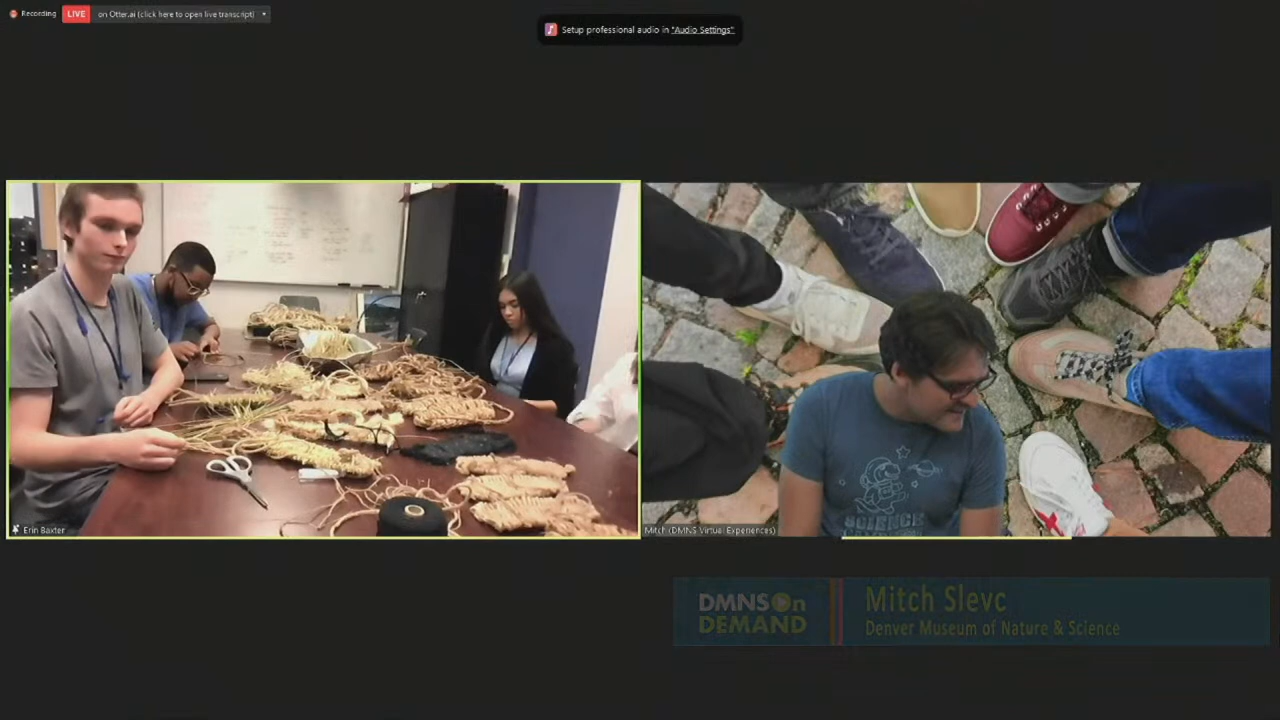 Recording
LIVE
on Otter.ai (click here to open live transcript)
Setup professional audio in "Audio Settings"
SCIENCE
Erin Baxter
Mitch (DMNS Virtual Experiences)
DMNS On
DEMAND
Mitch Slevc
Denver Museum of Nature & Science